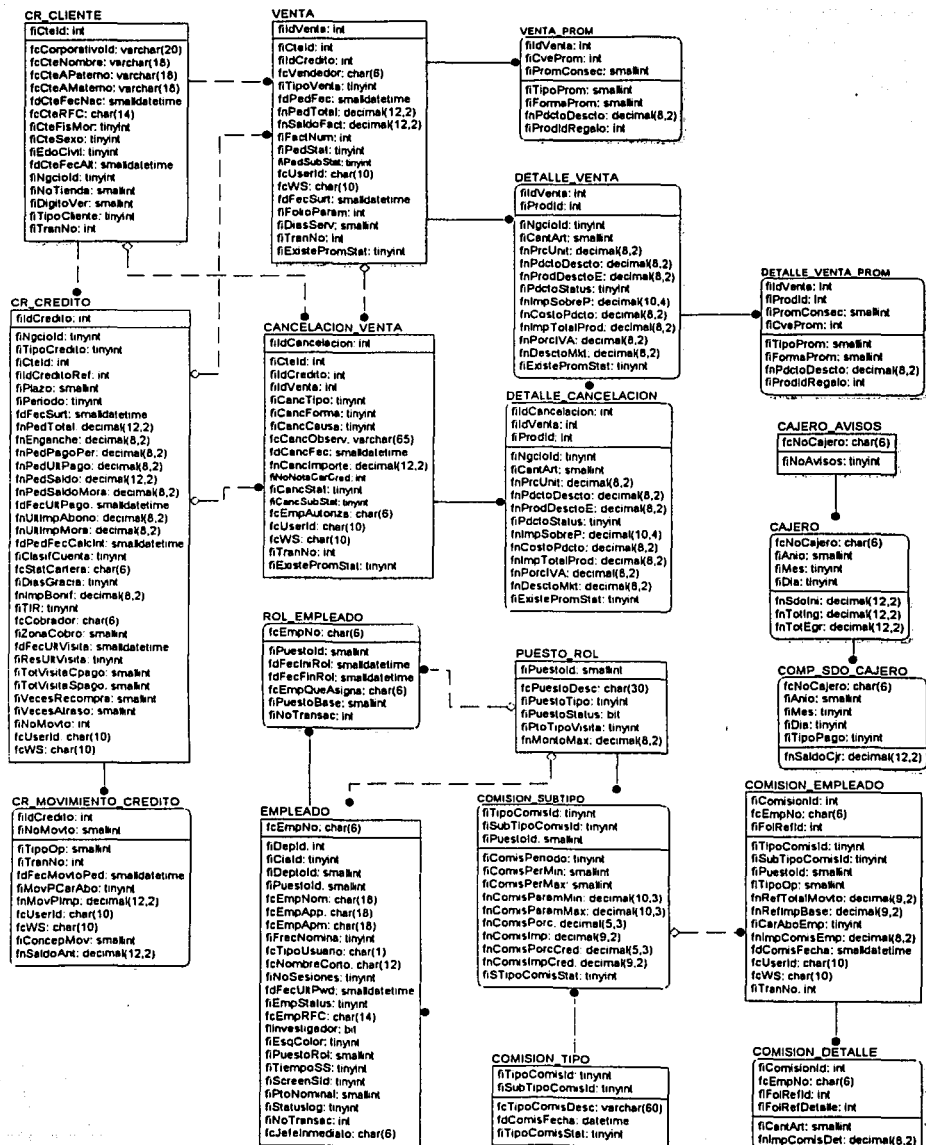 CR_CLIENTE
fiCteId: int
fcCorporativoId: varchar(20)
fcCteNombre: varchar(18)
fcCteAPaterno: varchar(18)
fcCteAMaterno: varchar(18)
fdCteFecNac: smalldatetime
fcCteRFC: char(14)
fiCteFisMor: tinyint
fiCteSexo: tinyint
fiEdoCivil: tinyint
fdCteFecAlt: smalldatetime
fiNgcioId: tinyint
fiNoTienda: smallint
fiDigitoVer: smallint
fiTipoCliente: tinyint
fiTranNo: int
VENTA
fiIdVenta: int
fiCteId: int
fiIdCredito: int
fcVendedor: char(6)
fiTipoVenta: tinyint
fdPedFec: smalldatetime
fnPedTotal: decimal(12,2)
fnSaldoFact: decimal(12,2)
fiFactNum: int
fiPedStat: tinyint
fiPedSubStat: tinyint
fcUserId: char(10)
fcWS: char(10)
fdFecSurt: smalldatetime
fiFolioParam: int
fiDiasServ: smallint
fiTranNo: int
fiExistePromStat: tinyint
VENTA_PROM
fiIdVenta: int
fiCveProm: int
fiPromConsec: smallint
fiTipoProm: smallint
fiFormaProm: smallint
fnPdctoDescto: decimal(8,2)
fiProdIdRegalo: int
DETALLE_VENTA
fiIdVenta: int
fiProdId: int
fiNgcioId: tinyint
fiCantArt: smallint
fnPrcUnit: decimal(8,2)
fnPdctoDescto: decimal(8,2)
fnProdDesctoE: decimal(8,2)
fiPdctoStatus: tinyint
fnImpSobreP: decimal(10,4)
fnCostoPdcto: decimal(8,2)
fnImpTotalProd: decimal(8,2)
fnPorcIVA: decimal(8,2)
fnDesctoMkt: decimal(8,2)
fiExistePromStat: tinyint
DETALLE_VENTA_PROM
fiIdVenta: int
fiProdId: int
fiPromConsec: smallint
fiCveProm: int
fiTipoProm: smallint
fiFormaProm: smallint
fnPdctoDescto: decimal(8,2)
fiProdIdRegalo: int
CR_CREDITO
fiIdCredito: int
fiNgcioId: tinyint
fiTipoCredito: tinyint
fiCteId: int
fiIdCreditoRef: int
fiPlazo: smallint
fiPeriodo: tinyint
fdFecSurt: smalldatetime
fnPedTotal: decimal(12,2)
fnEnganche: decimal(8,2)
fnPedPagoPer: decimal(8,2)
fnPedUltPago: decimal(8,2)
fnPedSaldo: decimal(12,2)
fnPedSaldoMora: decimal(8,2)
fdFecUltPago: smalldatetime
fnUltImpAbono: decimal(8,2)
fnUltImpMora: decimal(8,2)
fdPedFecCalcInt: smalldatetime
fiClasifCuenta: tinyint
fcStatCartera: char(6)
fiDiasGracia: tinyint
fnImpBonif: decimal(8,2)
fiTIR: tinyint
fcCobrador: char(6)
fiZonaCobro: smallint
fdFecUltVisita: smalldatetime
fiResUltVisita: tinyint
fiTotVisitaCpago: smallint
fiTotVisitaSpago: smallint
fiVecesRecompra: smallint
fiVecesAtraso: smallint
fiNoMovto: int
fcUserId: char(10)
fcWS: char(10)
CANCELACION_VENTA
fiIdCancelacion: int
fiCteId: int
fiIdCredito: int
fiIdVenta: int
fiCancTipo: tinyint
fiCancForma: tinyint
fiCancCausa: tinyint
fcCancObserv: varchar(65)
fdCancFec: smalldatetime
fnCancImporte: decimal(12,2)
fiNoNotaCarCred: int
fiCancStat: tinyint
fiCancSubStat: tinyint
fcEmpAutoriza: char(6)
fcUserId: char(10)
fcWS: char(10)
fiTranNo: int
fiExistePromStat: tinyint
DETALLE_CANCELACION
fiIdCancelacion: int
fiIdVenta: int
fiProdId: int
fiNgcioId: tinyint
fiCantArt: smallint
fnPrcUnit: decimal(8,2)
fnPdctoDescto: decimal(8,2)
fnProdDesctoE: decimal(8,2)
fiPdctoStatus: tinyint
fnImpSobreP: decimal(10,4)
fnCostoPdcto: decimal(8,2)
fnImpTotalProd: decimal(8,2)
fnPorcIVA: decimal(8,2)
fnDesctoMkt: decimal(8,2)
fiExistePromStat: tinyint
CAJERO_AVISOS
fcNoCajero: char(6)
fiNoAvisos: tinyint
CAJERO
fcNoCajero: char(6)
fiAnio: smallint
fiMes: tinyint
fiDia: tinyint
fnSdoIni: decimal(12,2)
fnTotIng: decimal(12,2)
fnTotEgr: decimal(12,2)
COMP_SDO_CAJERO
fcNoCajero: char(6)
fiAnio: smallint
fiMes: tinyint
fiDia: tinyint
fiTipoPago: tinyint
fnSaldoCjr: decimal(12,2)
ROL_EMPLEADO
fcEmpNo: char(6)
fiPuestoId: smallint
fdFecIniRol: smalldatetime
fdFecFinRol: smalldatetime
fcEmpQueAsigna: char(6)
fiPuestoBase: smallint
fiNoTransac: int
PUESTO_ROL
fiPuestoId: smallint
fcPuestoDesc: char(30)
fiPuestoTipo: tinyint
fiPuestoStatus: bit
fiPtoTipoVisita: tinyint
fnMontoMax: decimal(8,2)
CR_MOVIMIENTO_CREDITO
fiIdCredito: int
fiNoMovto: smallint
fiTipoOp: smallint
fiTranNo: int
fdFecMovtoPed: smalldatetime
fiMovPCarAbo: tinyint
fnMovPImp: decimal(12,2)
fcUserId: char(10)
fcWS: char(10)
fiConcepMov: smallint
fnSaldoAnt: decimal(12,2)
EMPLEADO
fcEmpNo: char(6)
fiDepId: int
fiCiaId: tinyint
fiDeptoId: smallint
fiPuestoId: smallint
fcEmpNom: char(18)
fcEmpApp: char(18)
fcEmpApm: char(18)
fiFracNomina: tinyint
fcTipoUsuario: char(1)
fcNombreCorto: char(12)
fiNoSesiones: tinyint
fdFecUltPwd: smalldatetime
fiEmpStatus: tinyint
fcEmpRFC: char(14)
fiInvestigador: bit
fiEsqColor: tinyint
fiPuestoRol: smallint
fiTiempoSS: tinyint
fiScreenSId: tinyint
fiPtoNominal: smallint
fiStatuslog: tinyint
fiNoTransac: int
fcJefeInmediato: char(6)
COMISION_SUBTIPO
fiTipoComisId: tinyint
fiSubTipoComisId: tinyint
fiPuestoId: smallint
fiComisPeriodo: tinyint
fiComisPerMin: smallint
fiComisPerMax: smallint
fnComisParamMin: decimal(10,3)
fnComisParamMax: decimal(10,3)
fnComisPorc: decimal(5,3)
fnComisImp: decimal(9,2)
fnComisPorcCred: decimal(5,3)
fnComisImpCred: decimal(9,2)
fiSTipoComisStat: tinyint
COMISION_TIPO
fiTipoComisId: tinyint
fiSubTipoComisId: tinyint
fcTipoComisDesc: varchar(60)
fdComisFecha: datetime
fiTipoComisStat: tinyint
COMISION_EMPLEADO
fiComisionId: int
fcEmpNo: char(6)
fiFolRefId: int
fiTipoComisId: tinyint
fiSubTipoComisId: tinyint
fiPuestoId: smallint
fiTipoOp: smallint
fnRefTotalMovto: decimal(9,2)
fnRefImpBase: decimal(9,2)
fiCarAboEmp: tinyint
fnImpComisEmp: decimal(8,2)
fdComisFecha: smalldatetime
fcUserId: char(10)
fcWS: char(10)
fiTranNo: int
COMISION_DETALLE
fiComisionId: int
fcEmpNo: char(6)
fiFolRefId: int
fiFolRefDetalle: int
fiCantArt: smallint
fnImpComisDet: decimal(8,2)